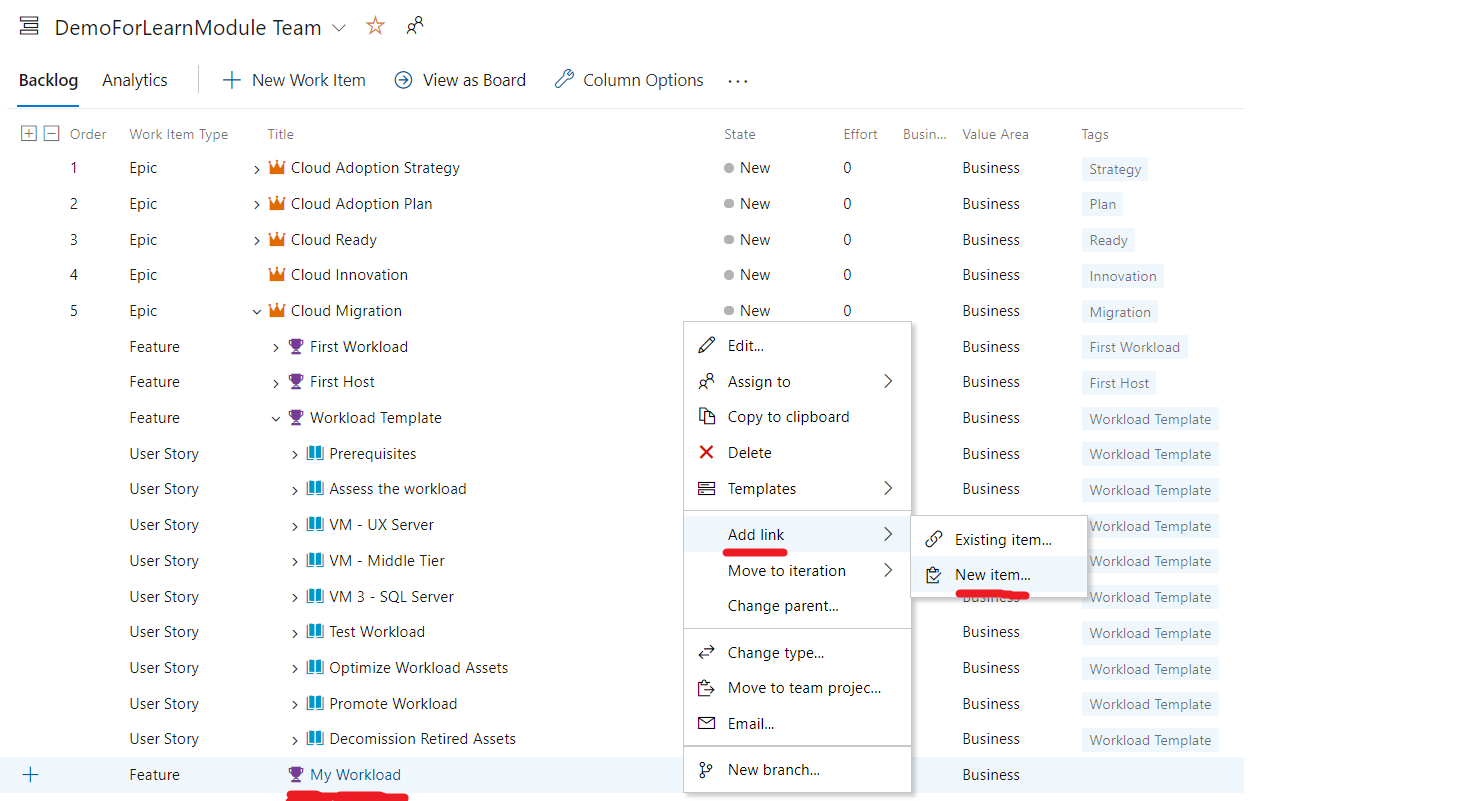 DemoForLearnModule Team
Backlog Analytics New Work Item View as Board Column Options ...
Order Work Item Type Title State Effort Busin... Value Area Tags
1 Epic Cloud Adoption Strategy New 0 Business Strategy
2 Epic Cloud Adoption Plan New 0 Business Plan
3 Epic Cloud Ready New 0 Business Ready
4 Epic Cloud Innovation New 0 Business Innovation
5 Epic Cloud Migration New 0 Business Migration
Feature First Workload Edit... Business First Workload
Feature First Host Assign to Business First Host
Feature Workload Template Copy to clipboard Business Workload Template
User Story Prerequisites Delete Business Workload Template
User Story Assess the workload Templates Business Workload Template
User Story VM - UX Server Add link Existing item... Workload Template
User Story VM - Middle Tier Move to iteration New item... Workload Template
User Story VM 3 - SQL Server Change parent... Business Workload Template
User Story Test Workload Business Workload Template
User Story Optimize Workload Assets Change type... Business Workload Template
User Story Promote Workload Move to team projec... Business Workload Template
User Story Decomission Retired Assets Email... Business Workload Template
Feature My Workload New branch... Business